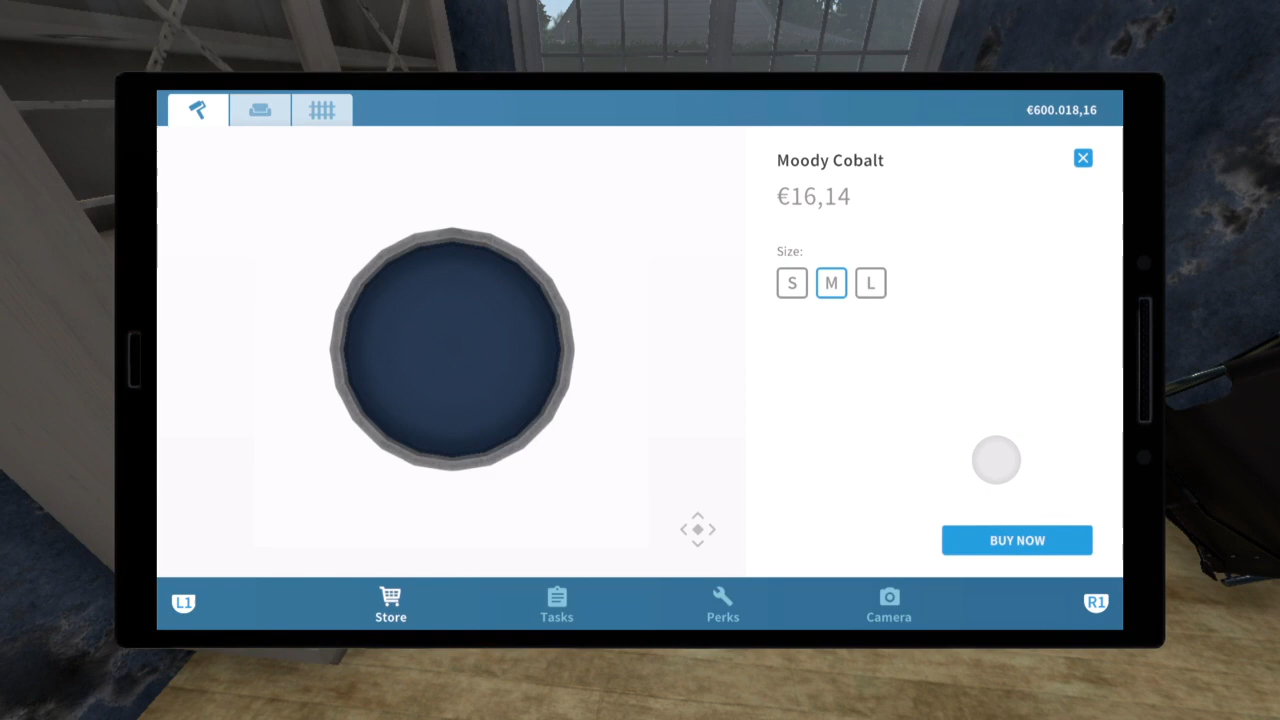 €600.018,16
Moody Cobalt
€16,14
Size:
S M L
BUY NOW
L1 Store Tasks Perks Camera R1